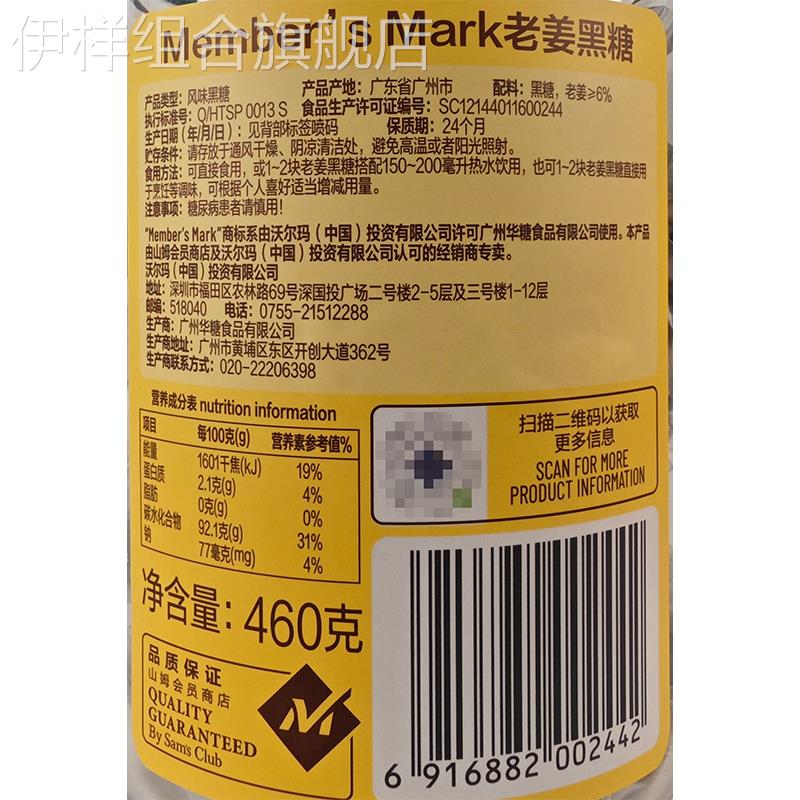 伊样组合旗舰店
Member's Mark老姜黑糖
产品类型：风味黑糖 产品产地：广东省广州市 配料：黑糖，老姜≥6%
执行标准号：Q/HTSP 0013 S 食品生产许可证编号：SC12144011600244
生产日期（年/月/日）：见背部标签喷码 保质期：24个月
贮存条件：请存放于通风干燥、阴凉清洁处，避免高温或者阳光照射。
食用方法：可直接食用，或1~2块老姜黑糖搭配150~200毫升热水饮用，也可1~2块老姜黑糖直接用
于烹饪等调味，可根据个人喜好适当增减用量。
注意事项：糖尿病患者请慎用！
"Member's Mark"商标系由沃尔玛（中国）投资有限公司许可广州华糖食品有限公司使用。本产品
由山姆会员商店及沃尔玛（中国）投资有限公司认可的经销商专卖。
沃尔玛（中国）投资有限公司
地址：深圳市福田区农林路69号深国投广场二号楼2-5层及三号楼1-12层
邮编：518040 电话：0755-21512288
生产商：广州华糖食品有限公司
生产商地址：广州市黄埔区东区开创大道362号
生产商联系方式：020-22206398
营养成分表 nutrition information
项目 每100克(g) 营养素参考值%
能量 1601千焦(kJ) 19%
蛋白质 2.1克(g) 4%
脂肪 0克(g) 0%
碳水化合物 92.1克(g) 31%
钠 77毫克(mg) 4%
扫描二维码以获取
更多信息
SCAN FOR MORE
PRODUCT INFORMATION
净含量：460克
品质保证
山姆会员商店
QUALITY
GUARANTEED
By Sam's Club
M
6 916882 002442